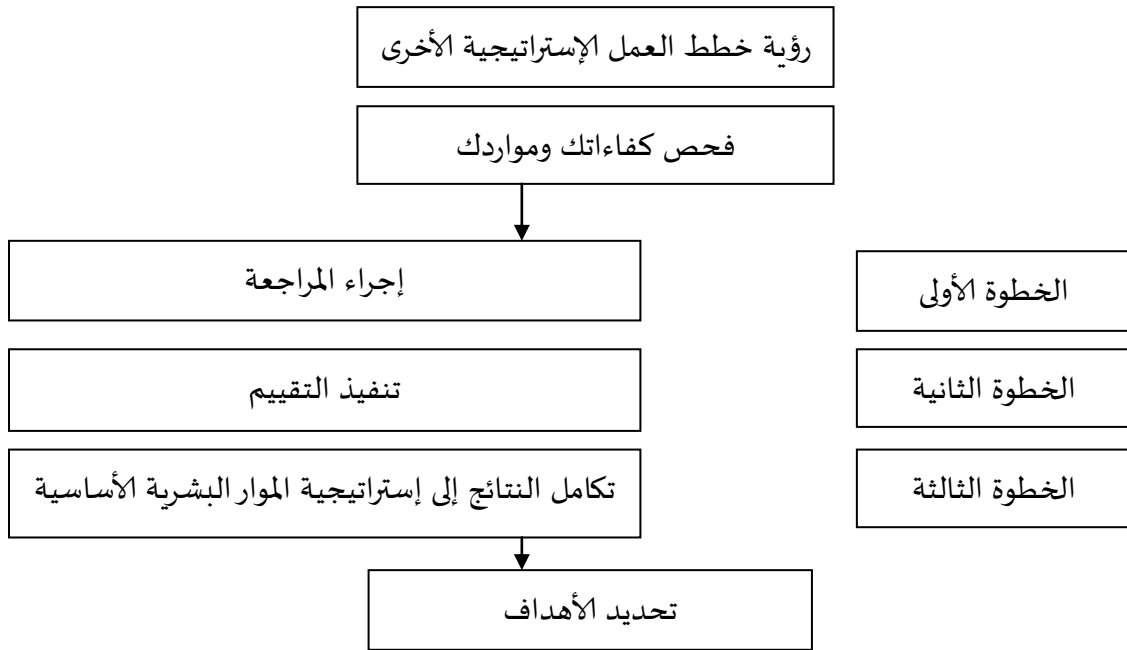 رؤية خطط العمل الإستراتيجية الأخرى
فحص كفاءاتك ومواردك
الخطوة الأولى
إجراء المراجعة
الخطوة الثانية
تنفيذ التقييم
الخطوة الثالثة
تكامل النتائج إلى إستراتيجية الموار البشرية الأساسية
تحديد الأهداف